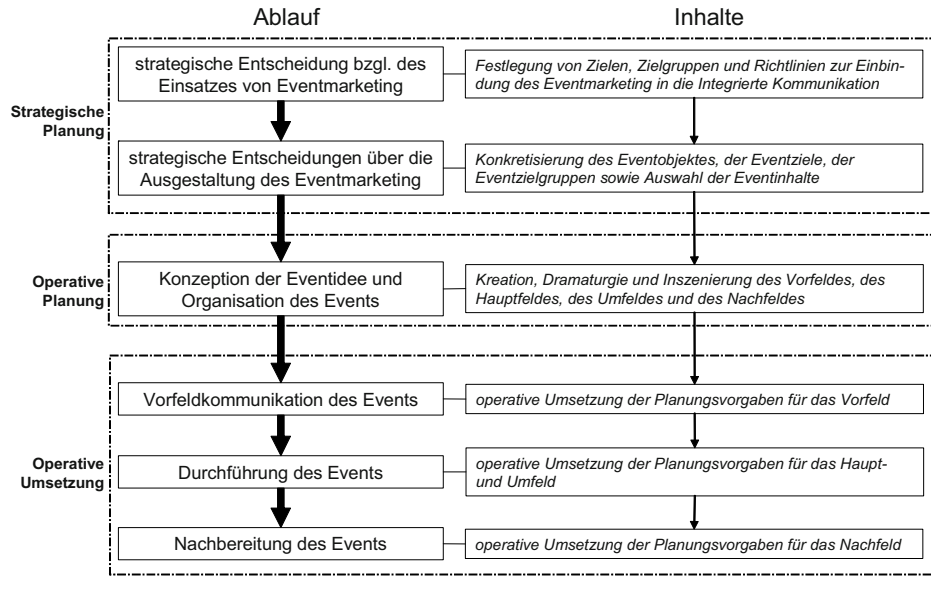 Ablauf
Inhalte
Strategische
Planung
strategische Entscheidung bzgl. des
Einsatzes von Eventmarketing
Festlegung von Zielen, Zielgruppen und Richtlinien zur Einbin-
dung des Eventmarketing in die Integrierte Kommunikation
strategische Entscheidungen über die
Ausgestaltung des Eventmarketing
Konkretisierung des Eventobjektes, der Eventziele, der
Eventzielgruppen sowie Auswahl der Eventinhalte
Operative
Planung
Konzeption der Eventidee und
Organisation des Events
Kreation, Dramaturgie und Inszenierung des Vorfeldes, des
Hauptfeldes, des Umfeldes und des Nachfeldes
Operative
Umsetzung
Vorfeldkommunikation des Events
operative Umsetzung der Planungsvorgaben für das Vorfeld
Durchführung des Events
operative Umsetzung der Planungsvorgaben für das Haupt-
und Umfeld
Nachbereitung des Events
operative Umsetzung der Planungsvorgaben für das Nachfeld